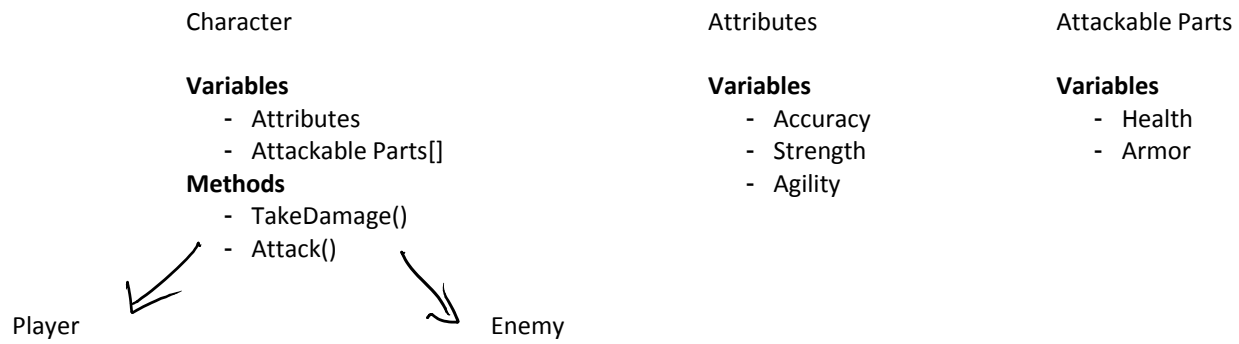 Character
Variables
- Attributes
- Attackable Parts[]
Methods
- TakeDamage()
- Attack()
Attributes
Variables
- Accuracy
- Strength
- Agility
Attackable Parts
Variables
- Health
- Armor
Player
Enemy